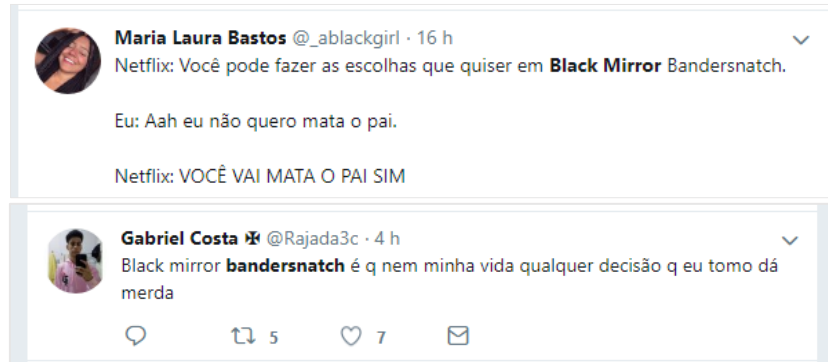 Maria Laura Bastos @_ablackgirl · 16 h
Netflix: Você pode fazer as escolhas que quiser em Black Mirror Bandersnatch.
Eu: Aah eu não quero mata o pai.
Netflix: VOCÊ VAI MATA O PAI SIM
Gabriel Costa ✠ @Rajada3c · 4 h
Black mirror bandersnatch é q nem minha vida qualquer decisão q eu tomo dá
merda
5 7